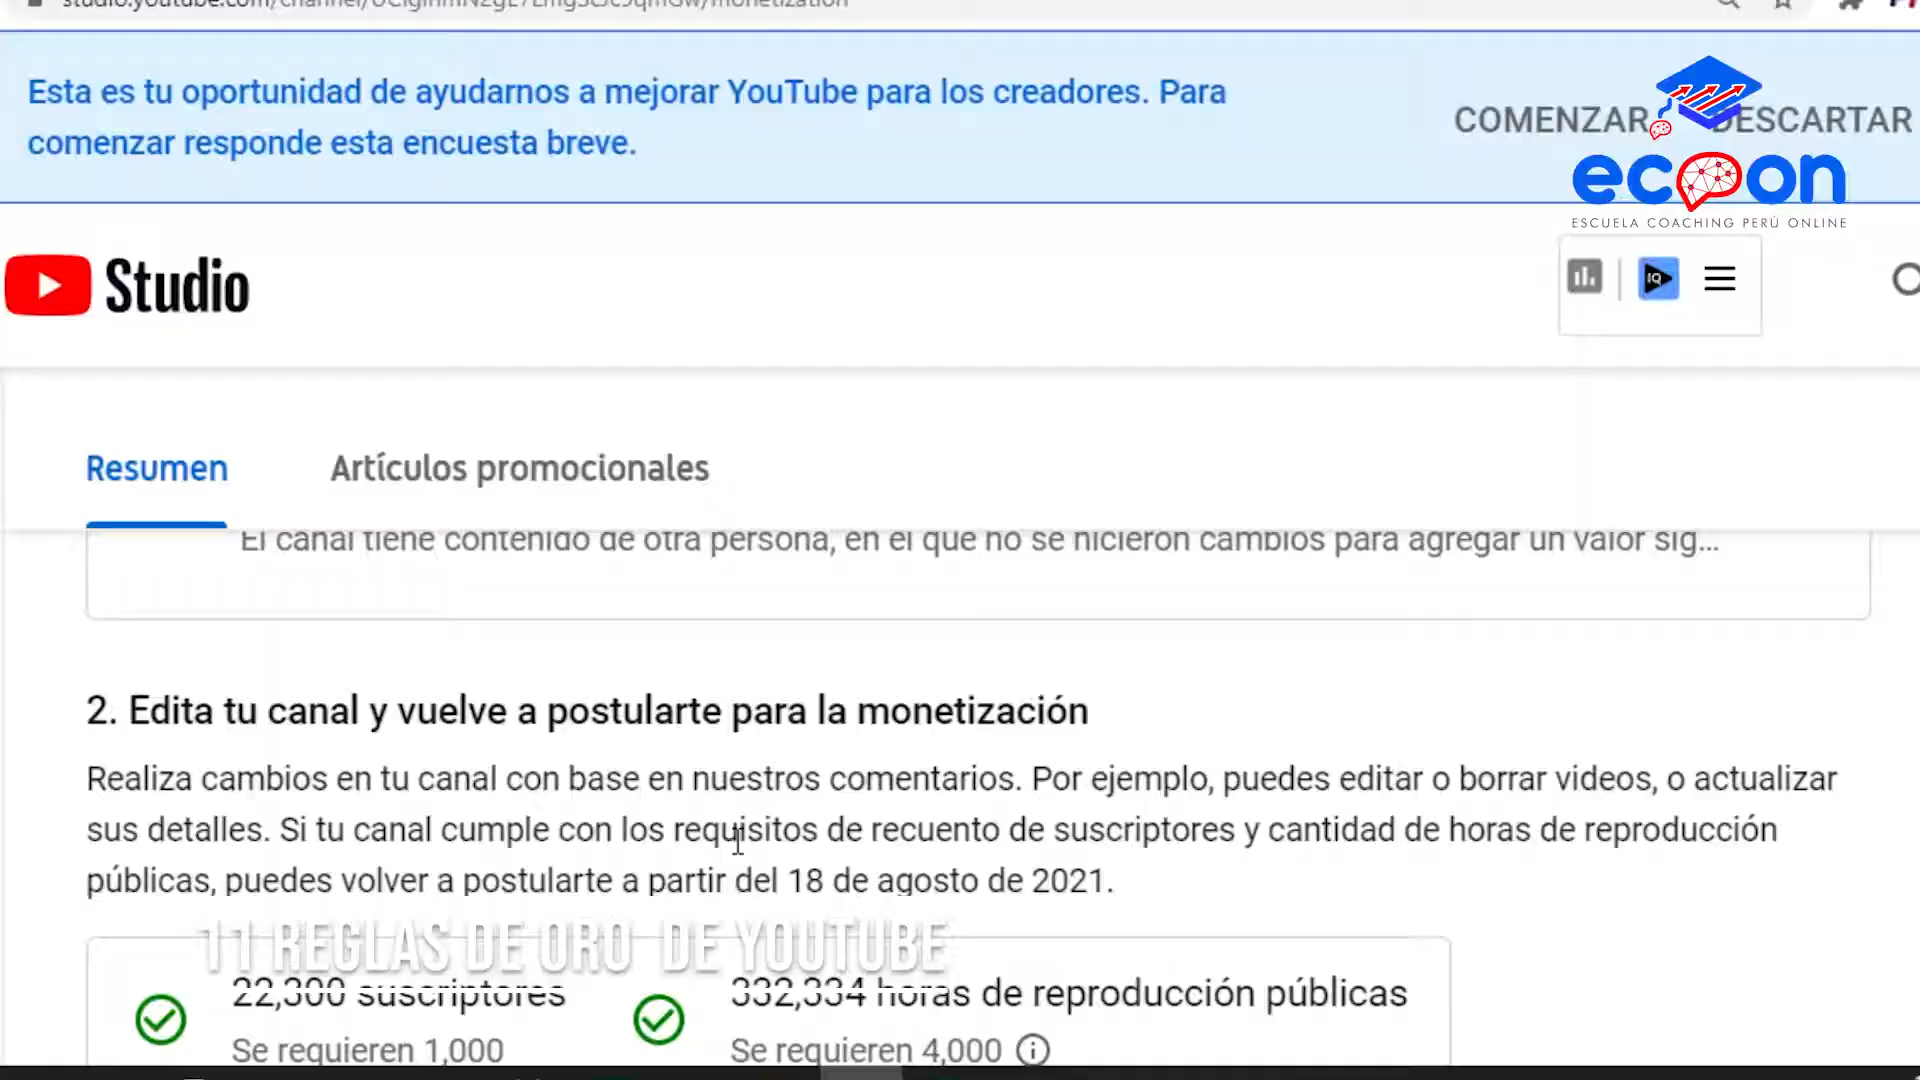 Esta es tu oportunidad de ayudarnos a mejorar YouTube para los creadores. Para
comenzar responde esta encuesta breve.
COMENZAR
DESCARTAR
ecoon
ESCUELA COACHING PERÚ ONLINE
Studio
IQ
Resumen
Artículos promocionales
El canal tiene contenido de otra persona, en el que no se hicieron cambios para agregar un valor sig...
2. Edita tu canal y vuelve a postularte para la monetización
Realiza cambios en tu canal con base en nuestros comentarios. Por ejemplo, puedes editar o borrar videos, o actualizar
sus detalles. Si tu canal cumple con los requisitos de recuento de suscriptores y cantidad de horas de reproducción
públicas, puedes volver a postularte a partir del 18 de agosto de 2021.
11 REGLAS DE ORO DE YOUTUBE
22,300 suscriptores
332,334 horas de reproducción públicas
Se requieren 1,000
Se requieren 4,000